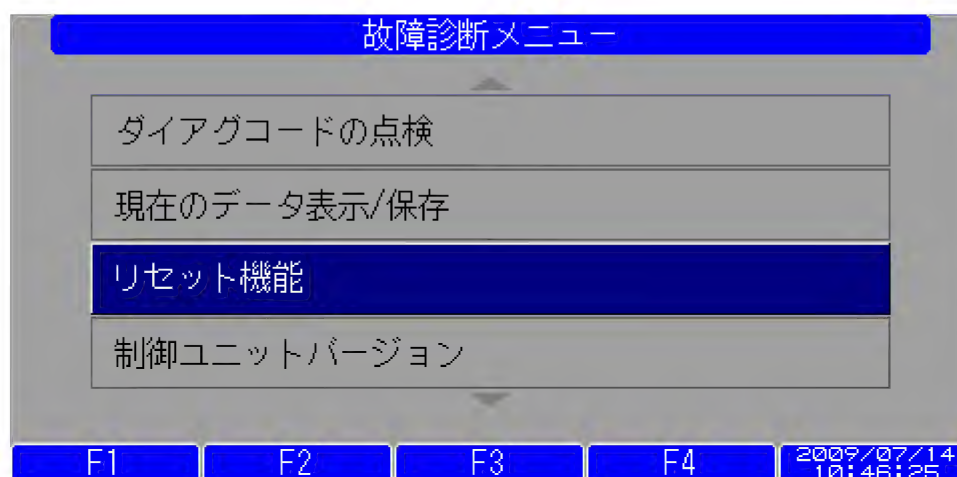 故障診断メニュー
ダイアグコードの点検
現在のデータ表示/保存
リセット機能
制御ユニットバージョン
F1 F2 F3 F4 2009/07/14
10:46:25